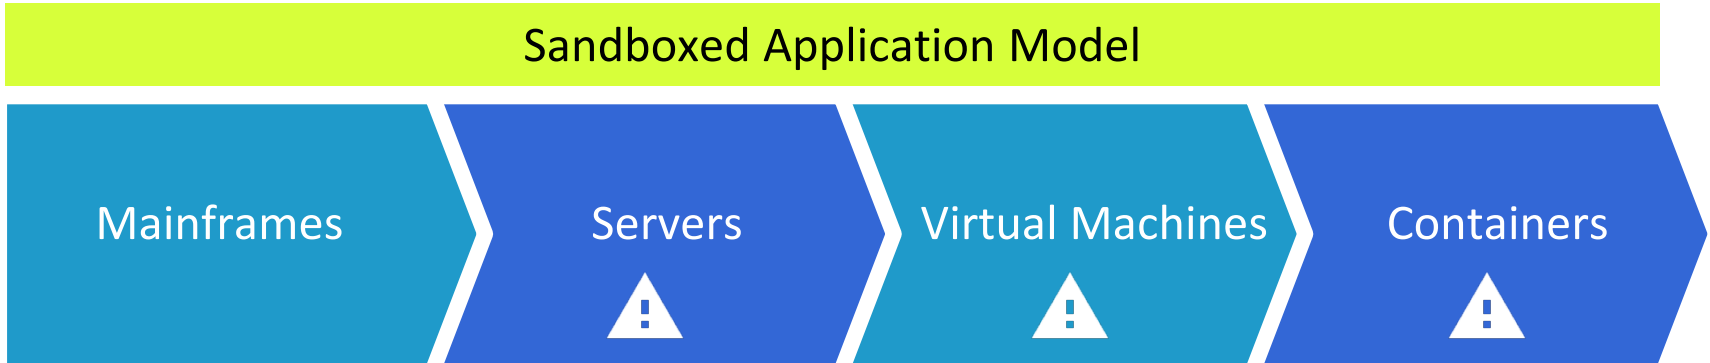 Sandboxed Application Model
Mainframes
Servers
Virtual Machines
Containers